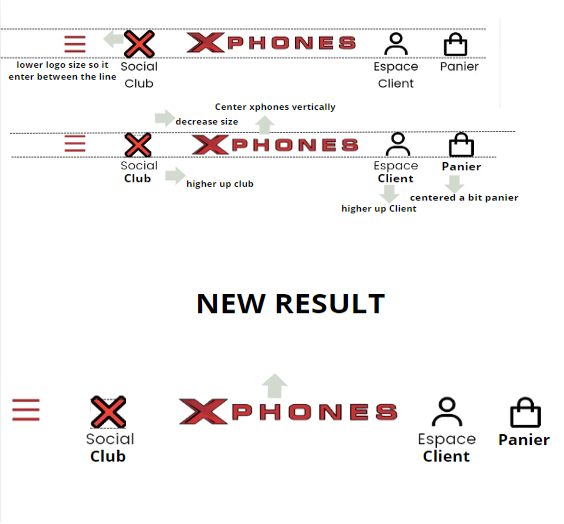 XPHONES
lower logo size so it
enter between the line
Social
Club
Espace
Client
Panier
Center xphones vertically
decrease size
XPHONES
Social
Club
higher up club
Espace
Client
Panier
centered a bit panier
higher up Client
NEW RESULT
XPHONES
Social
Club
Espace
Client
Panier